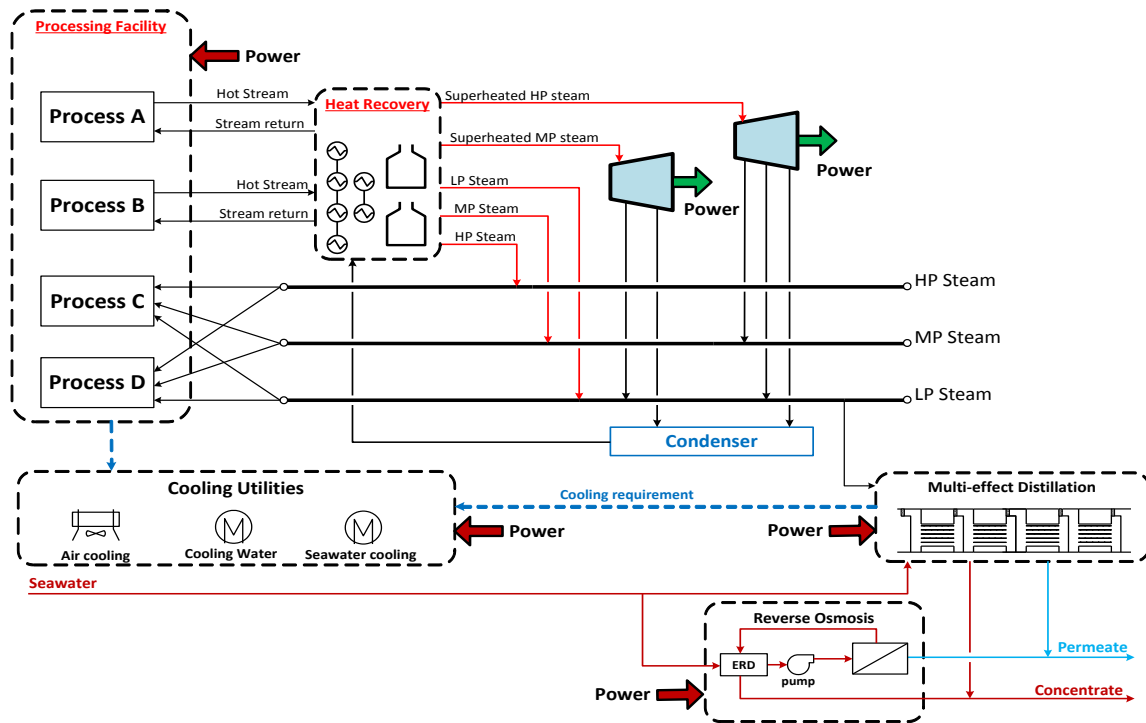 Processing Facility
Power
Process A
Hot Stream
Stream return
Process B
Hot Stream
Stream return
Process C
Process D
Heat Recovery
Superheated HP steam
Superheated MP steam
LP Steam
MP Steam
HP Steam
Power
Power
HP Steam
MP Steam
LP Steam
Condenser
Cooling Utilities
Air cooling
Cooling Water
Seawater cooling
Power
Cooling requirement
Power
Multi-effect Distillation
Seawater
Reverse Osmosis
ERD
pump
Power
Permeate
Concentrate